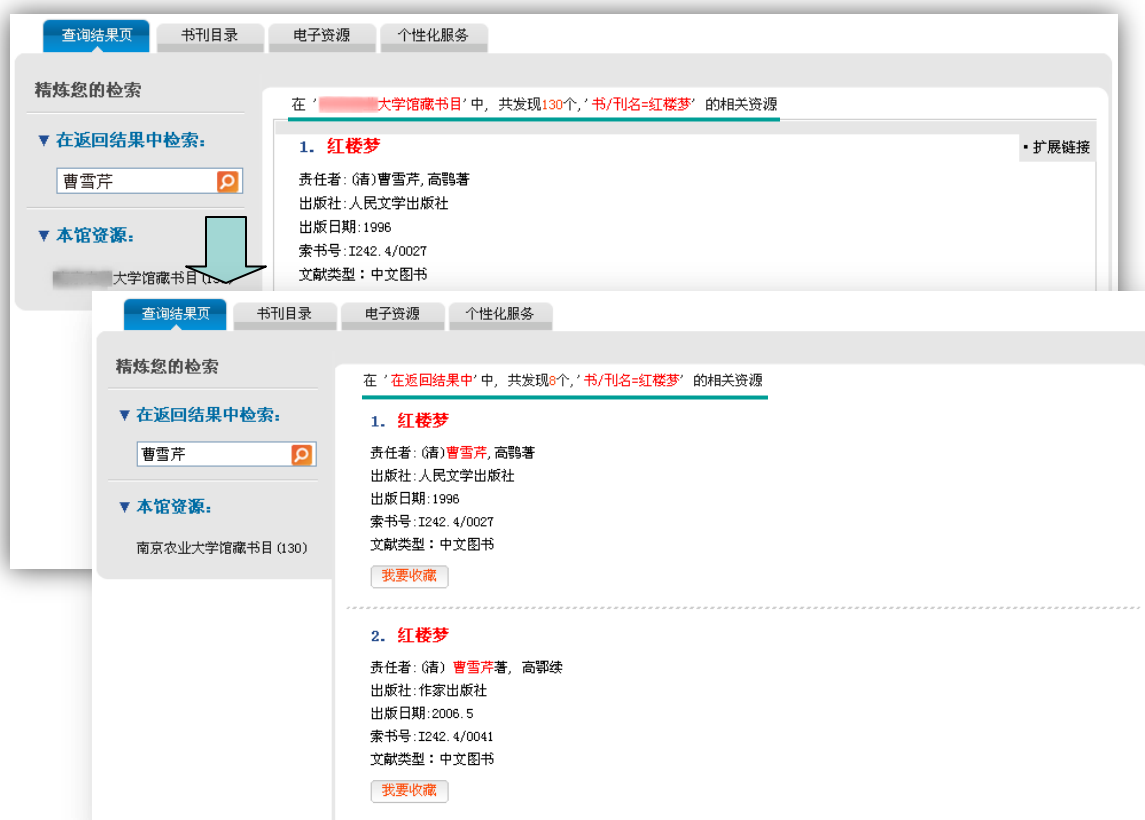 查询结果页 书刊目录 电子资源 个性化服务
精炼您的检索
在 '大学馆藏书目'中, 共发现130个,'书/刊名=红楼梦' 的相关资源
▼ 在返回结果中检索:
曹雪芹
1. 红楼梦
▪ 扩展链接
责任者:(清)曹雪芹,高鹗著
出版社:人民文学出版社
出版日期:1996
索书号:I242.4/0027
文献类型：中文图书
▼ 本馆资源:
大学馆藏书目
查询结果页 书刊目录 电子资源 个性化服务
精炼您的检索
在 '在返回结果中'中, 共发现8个,'书/刊名=红楼梦' 的相关资源
▼ 在返回结果中检索:
曹雪芹
▼ 本馆资源:
南京农业大学馆藏书目(130)
1. 红楼梦
责任者:(清)曹雪芹,高鹗著
出版社:人民文学出版社
出版日期:1996
索书号:I242.4/0027
文献类型：中文图书
我要收藏
2. 红楼梦
责任者:(清) 曹雪芹著, 高鄂续
出版社:作家出版社
出版日期:2006.5
索书号:I242.4/0041
文献类型：中文图书
我要收藏